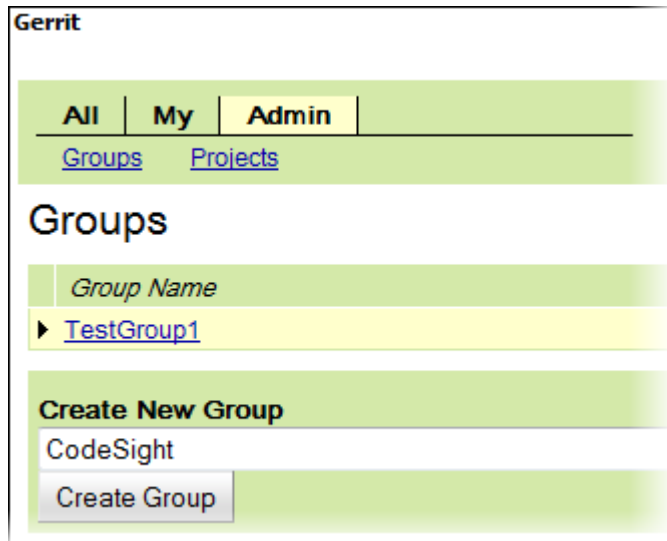 Gerrit
All My Admin
Groups Projects
Groups
Group Name
TestGroup1
Create New Group
CodeSight
Create Group